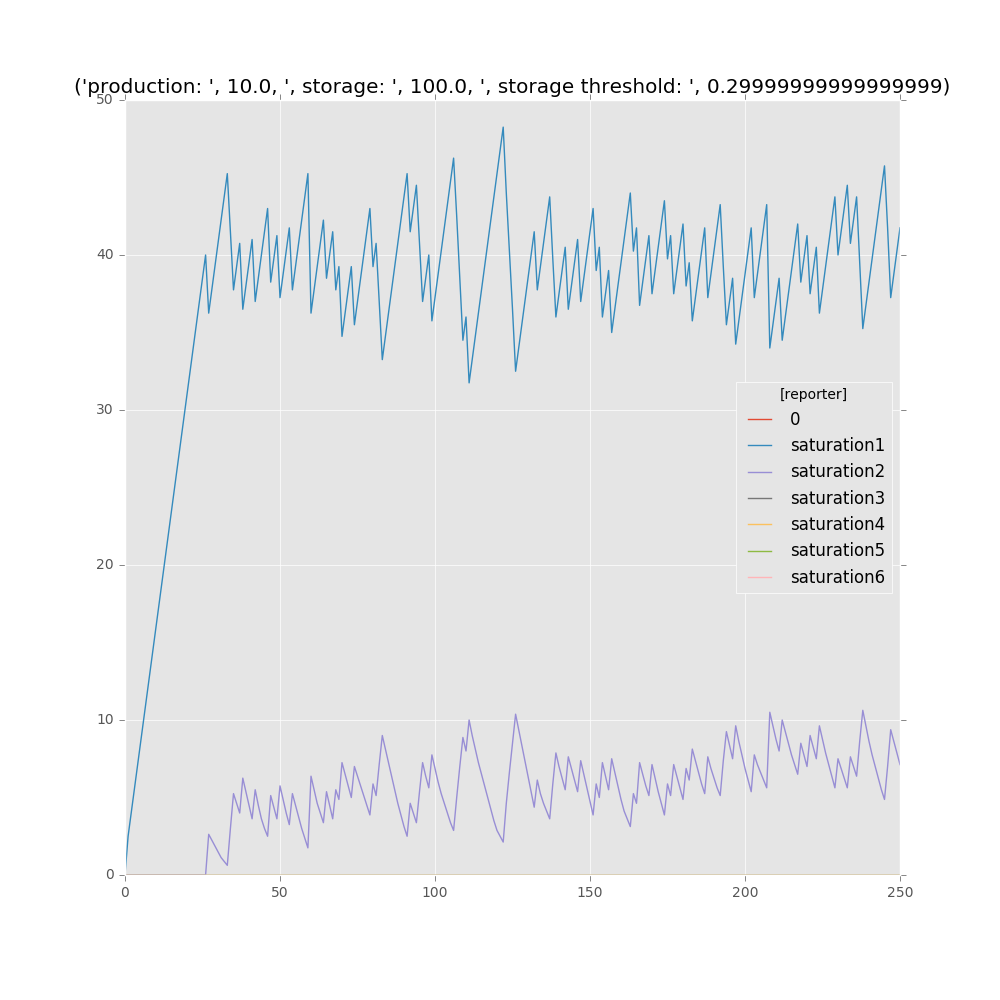 ('production: ', 10.0, ', storage: ', 100.0, ', storage threshold: ', 0.29999999999999999)
50
40
30
20
10
0
[reporter]
0
saturation1
saturation2
saturation3
saturation4
saturation5
saturation6
0 50 100 150 200 250